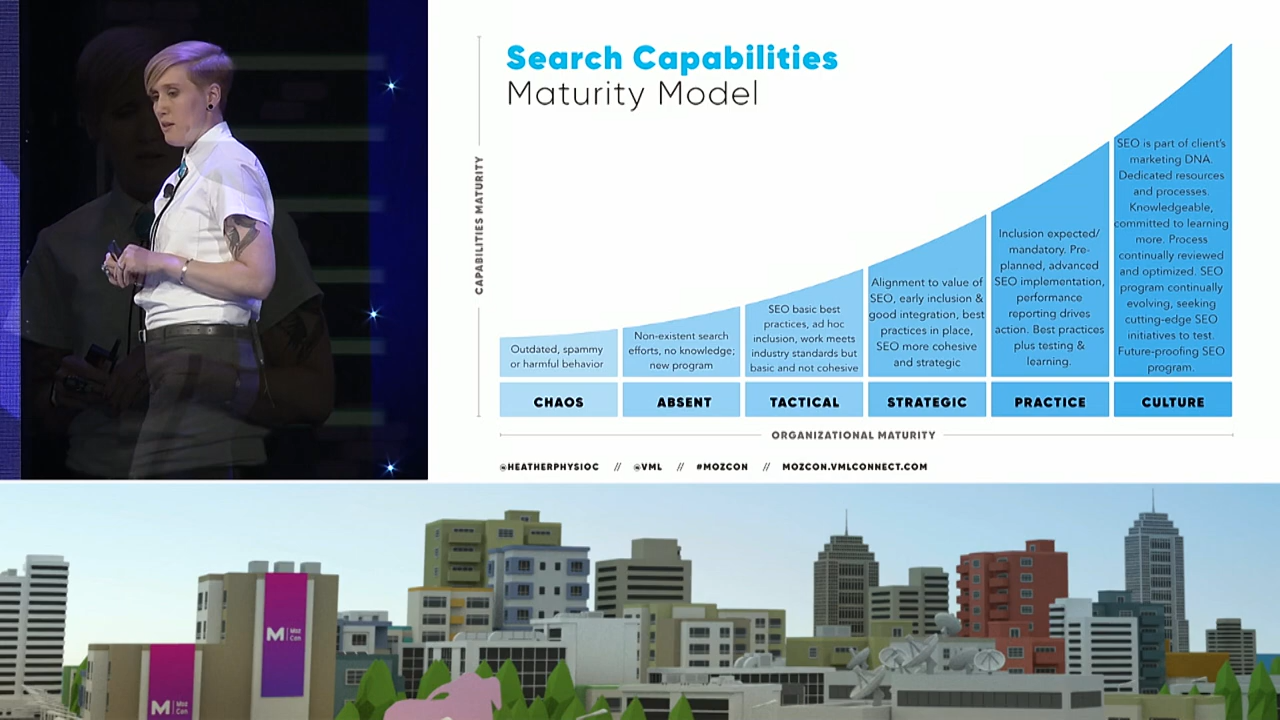 Search Capabilities
Maturity Model
CAPABILITIES MATURITY
Outdated, spammy
or harmful behavior
CHAOS
Non-existent search
efforts, no knowledge;
new program
ABSENT
SEO basic best
practices, ad hoc
inclusion, work meets
industry standards but
basic and not cohesive
TACTICAL
Alignment to value of
SEO, early inclusion &
good integration, best
practices in place,
SEO more cohesive
and strategic
STRATEGIC
Inclusion expected/
mandatory. Pre-
planned, advanced
SEO implementation,
performance
reporting drives
action. Best practices
plus testing &
learning.
PRACTICE
SEO is part of client's
marketing DNA.
Dedicated resources
and processes.
Knowledgeable,
committed to learning
more. Process
continually reviewed
and optimized. SEO
program continually
evolving, seeking
cutting-edge SEO
initiatives to test.
Future-proofing SEO
program.
CULTURE
ORGANIZATIONAL MATURITY
@HEATHERPHYSIOC // @VML // #MOZCON // MOZCON.VMLCONNECT.COM
M Moz
Con
M Moz
Con